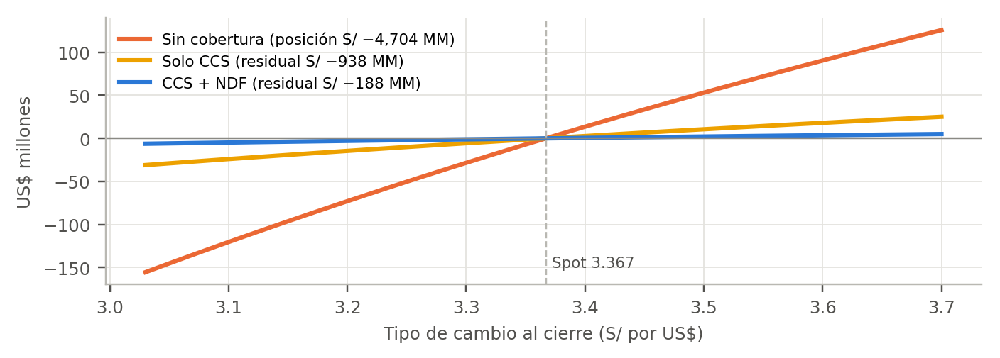 Sin cobertura (posición S/ −4,704 MM)
Solo CCS (residual S/ −938 MM)
CCS + NDF (residual S/ −188 MM)
US$ millones
100
50
0
−50
−100
−150
Spot 3.367
3.0 3.1 3.2 3.3 3.4 3.5 3.6 3.7
Tipo de cambio al cierre (S/ por US$)